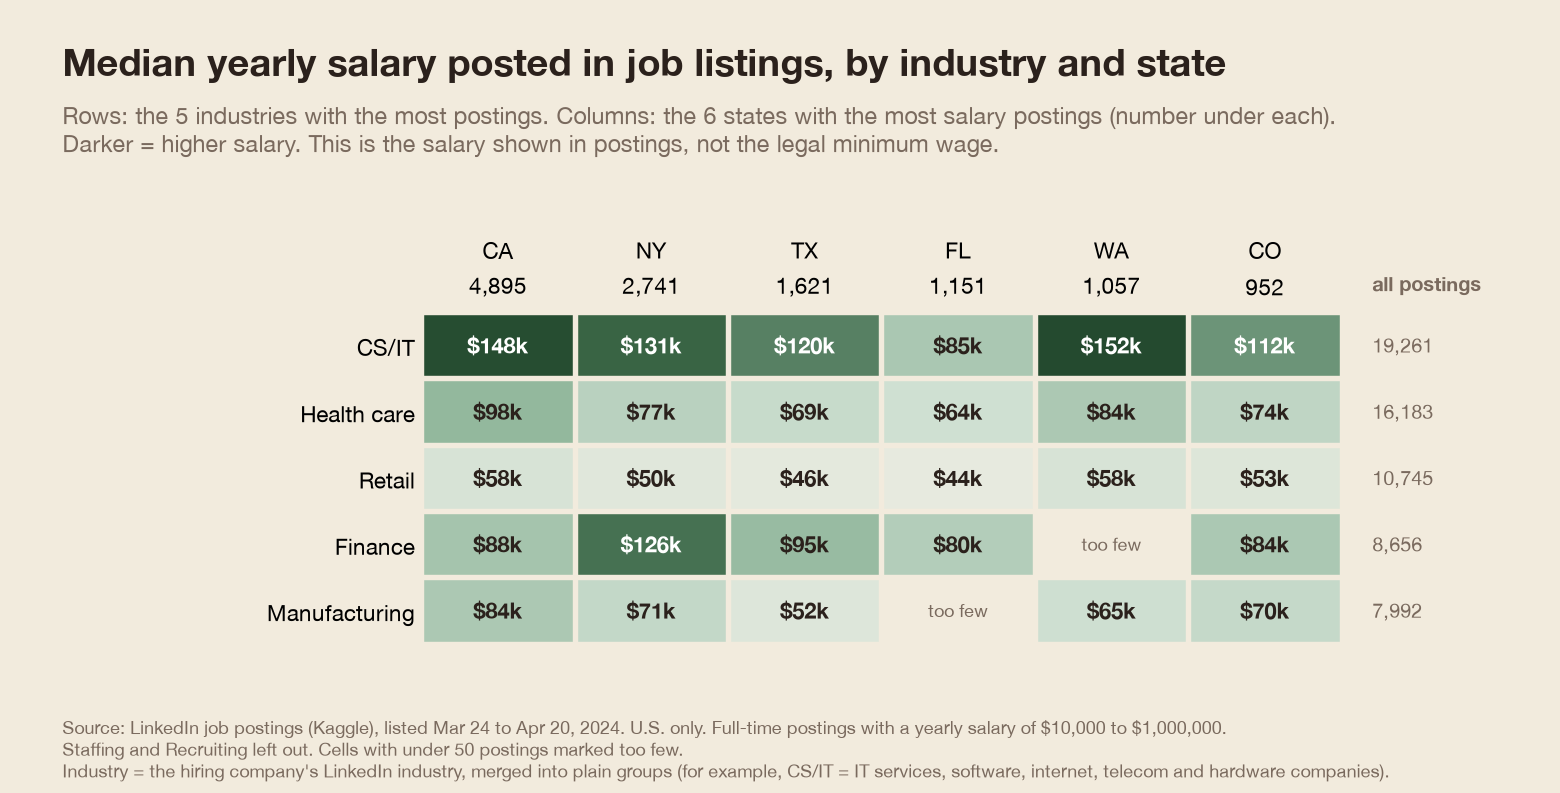 Median yearly salary posted in job listings, by industry and state
Rows: the 5 industries with the most postings. Columns: the 6 states with the most salary postings (number under each).
Darker = higher salary. This is the salary shown in postings, not the legal minimum wage.
CA NY TX FL WA CO
4,895 2,741 1,621 1,151 1,057 952 all postings
CS/IT $148k $131k $120k $85k $152k $112k 19,261
Health care $98k $77k $69k $64k $84k $74k 16,183
Retail $58k $50k $46k $44k $58k $53k 10,745
Finance $88k $126k $95k $80k too few $84k 8,656
Manufacturing $84k $71k $52k too few $65k $70k 7,992
Source: LinkedIn job postings (Kaggle), listed Mar 24 to Apr 20, 2024. U.S. only. Full-time postings with a yearly salary of $10,000 to $1,000,000.
Staffing and Recruiting left out. Cells with under 50 postings marked too few.
Industry = the hiring company's LinkedIn industry, merged into plain groups (for example, CS/IT = IT services, software, internet, telecom and hardware companies).